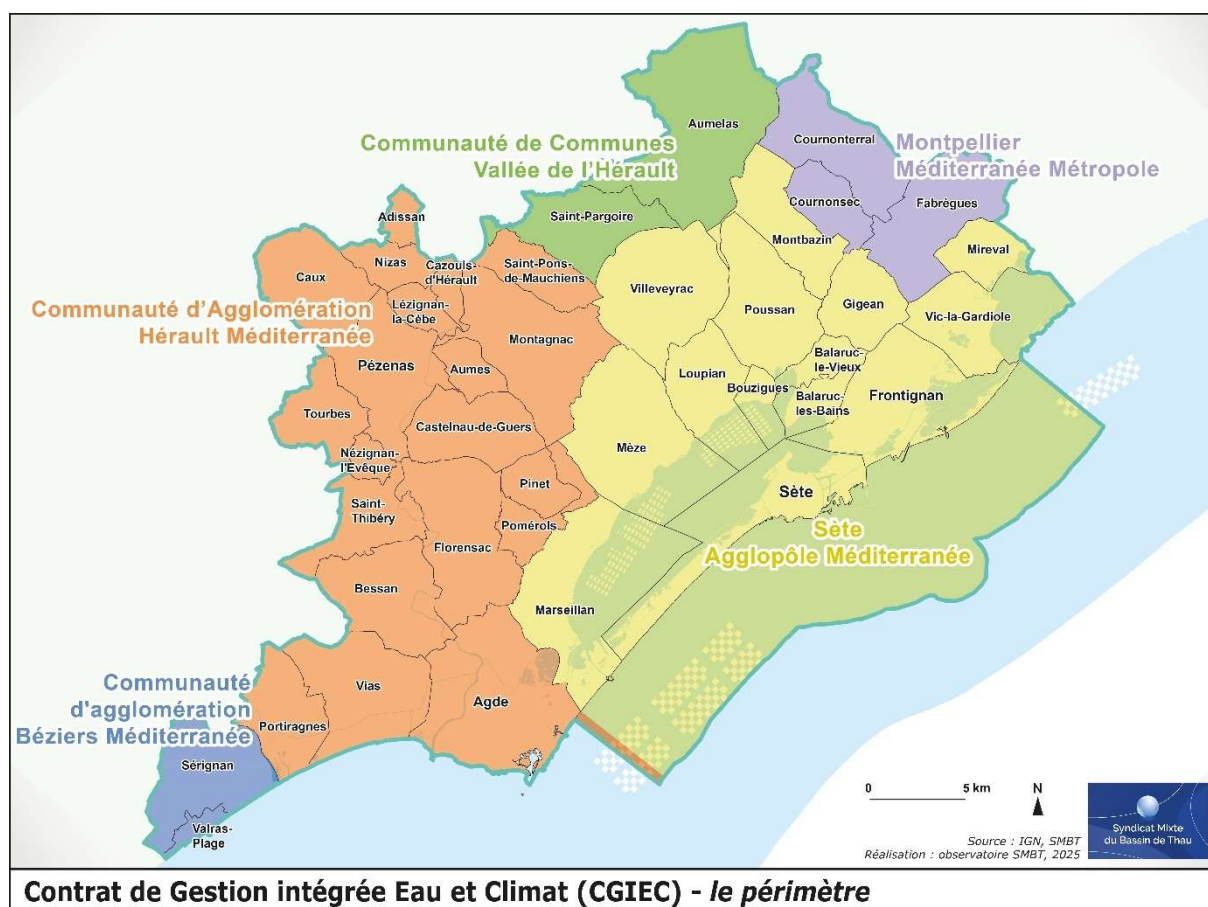 Aumelas
Communauté de Communes
Vallée de l'Hérault
Cournonterral
Montpellier
Méditerranée Métropole
Cournonsec
Fabrègues
Adissan
Saint-Pargoire
Montbazin
Mireval
Caux
Nizas
Cazouls-
d'Hérault
Saint-Pons-
de-Mauchiens
Villeveyrac
Communauté d'Agglomération
Hérault Méditerranée
Lézignan-
la-Cèbe
Montagnac
Poussan
Gigean
Vic-la-Gardiole
Pézenas
Aumes
Loupian
Bouzigues
Balaruc-
le-Vieux
Balaruc-
les-Bains
Frontignan
Tourbes
Castelnau-de-Guers
Nézignan-
l'Evêque
Mèze
Pinet
Sète
Saint-
Thibéry
Pomérols
Florensac
Sète
Agglopôle Méditerranée
Bessan
Marseillan
Communauté
d'agglomération
Béziers Méditerranée
Vias
Agde
Portiragnes
Sérignan
Valras-
Plage
0 5 km
N
Source : IGN, SMBT
Réalisation : observatoire SMBT, 2025
Syndicat Mixte
du Bassin de Thau
Contrat de Gestion intégrée Eau et Climat (CGIEC) - le périmètre